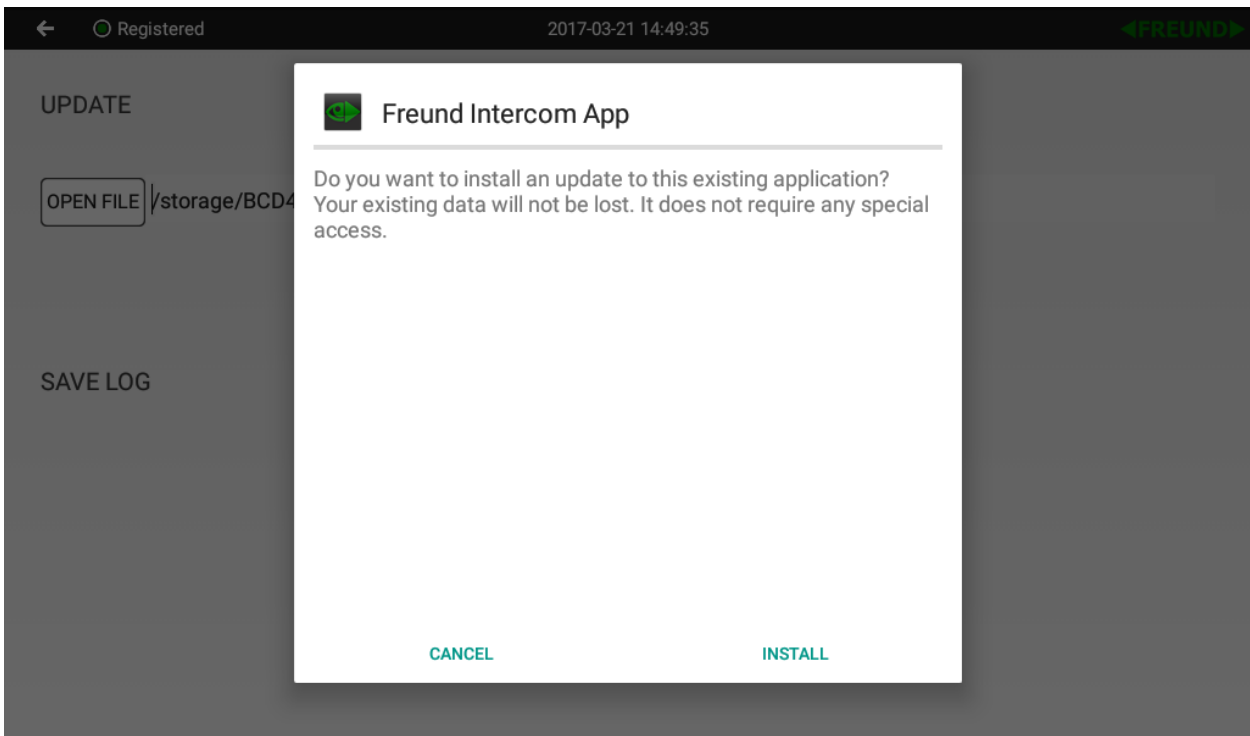 Registered
2017-03-21 14:49:35
FREUND
UPDATE
Freund Intercom App
Do you want to install an update to this existing application?
Your existing data will not be lost. It does not require any special
access.
OPEN FILE
/storage/BCD4
SAVE LOG
CANCEL
INSTALL